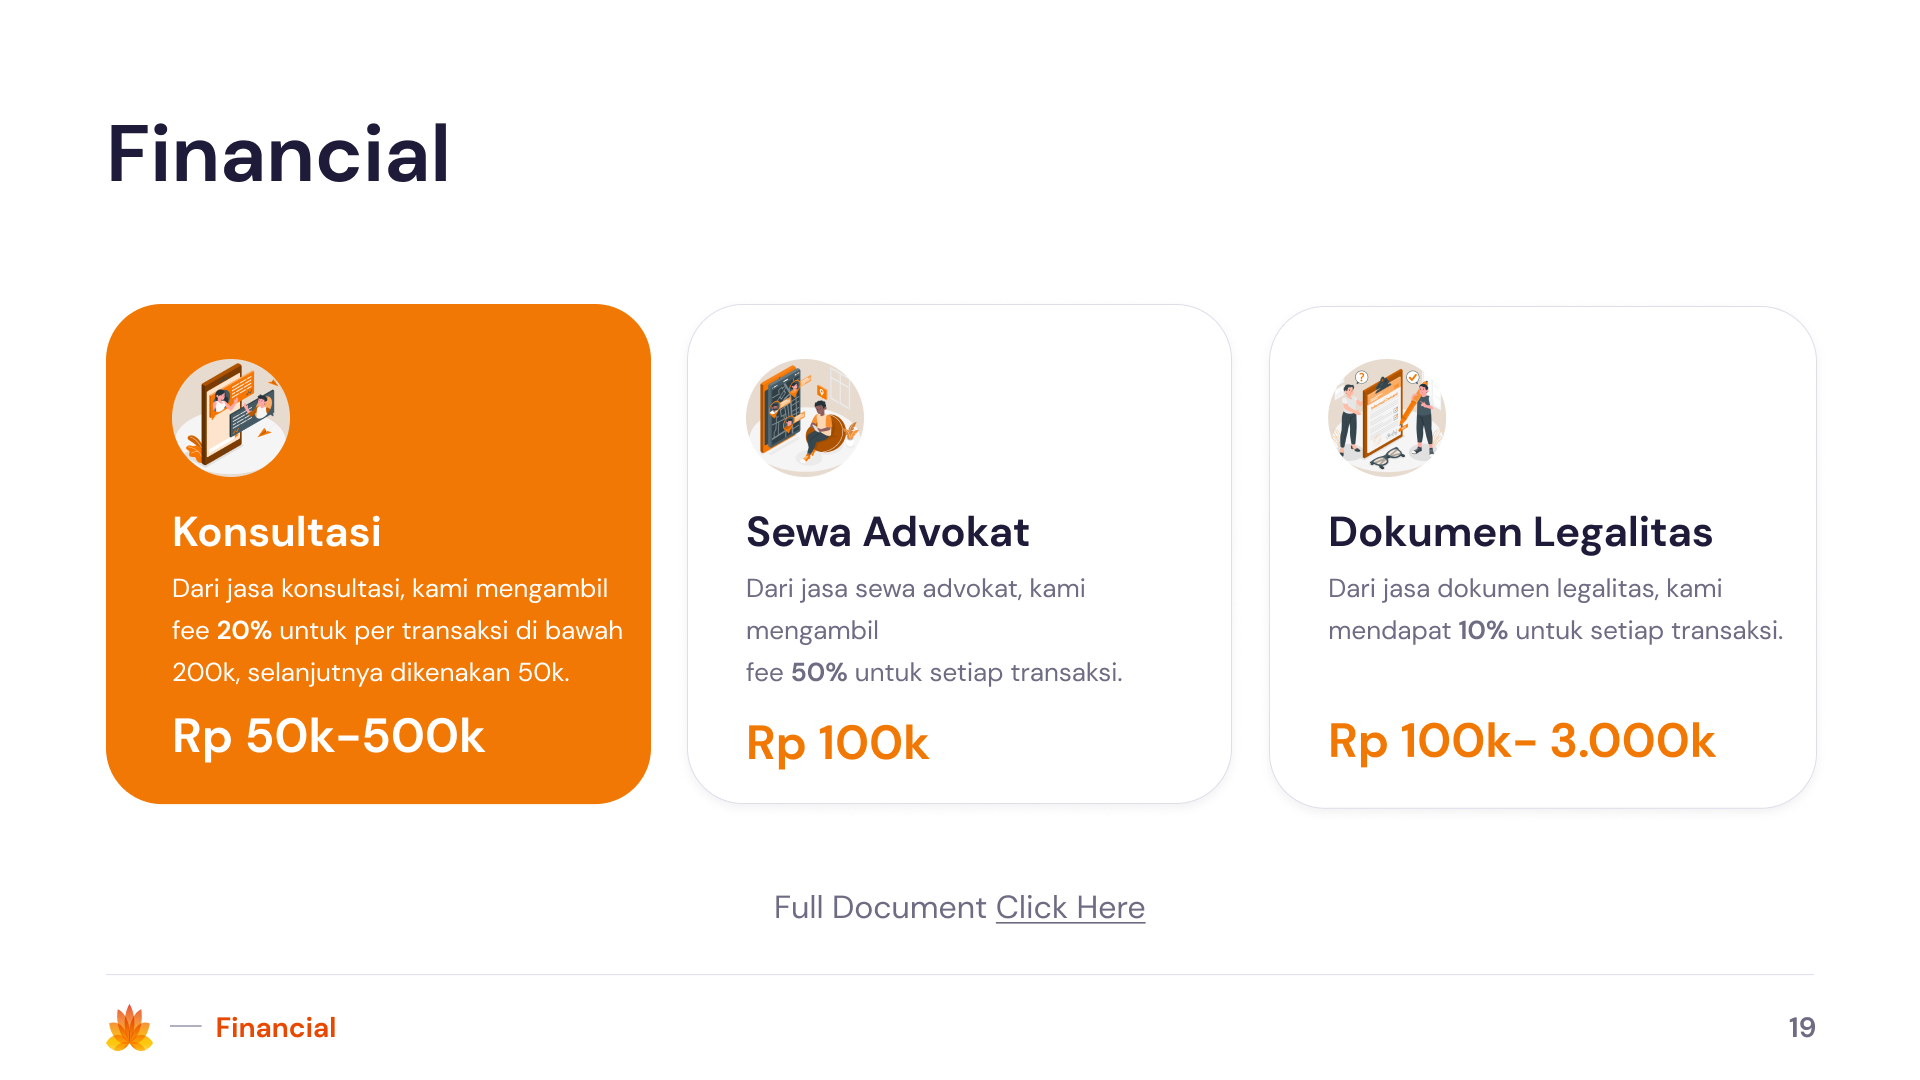 Financial
Konsultasi
Dari jasa konsultasi, kami mengambil
fee 20% untuk per transaksi di bawah
200k, selanjutnya dikenakan 50k.
Rp 50k-500k
Sewa Advokat
Dari jasa sewa advokat, kami
mengambil
fee 50% untuk setiap transaksi.
Rp 100k
Dokumen Legalitas
Dari jasa dokumen legalitas, kami
mendapat 10% untuk setiap transaksi.
Rp 100k- 3.000k
Full Document Click Here
Financial
19